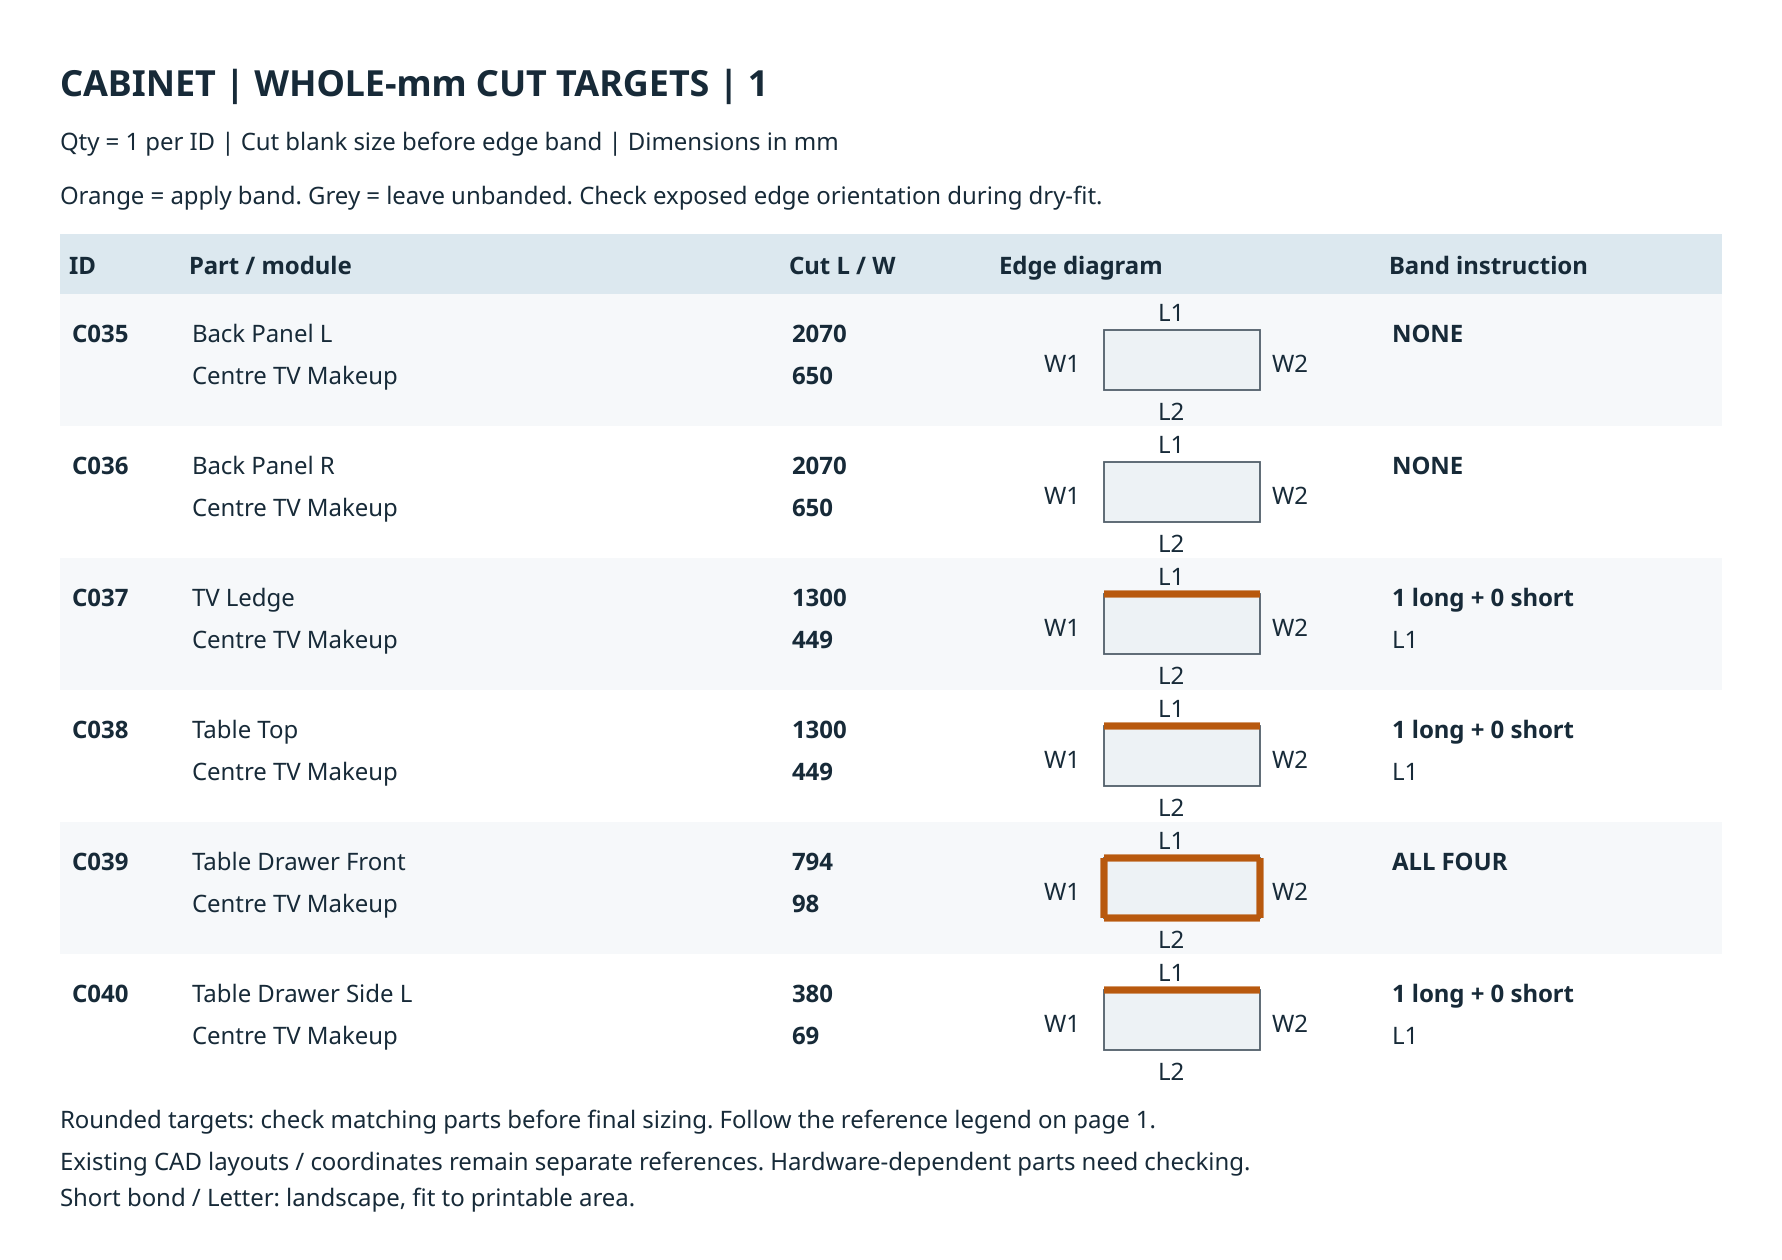 CABINET | WHOLE-mm CUT TARGETS | 1
Qty = 1 per ID | Cut blank size before edge band | Dimensions in mm
Orange = apply band. Grey = leave unbanded. Check exposed edge orientation during dry-fit.
ID Part / module Cut L / W Edge diagram Band instruction
L1
C035 Back Panel L 2070 NONE
W1 W2
Centre TV Makeup 650
L2
L1
C036 Back Panel R 2070 NONE
W1 W2
Centre TV Makeup 650
L2
L1
C037 TV Ledge 1300 1 long + 0 short
W1 W2
Centre TV Makeup 449 L1
L2
L1
C038 Table Top 1300 1 long + 0 short
W1 W2
Centre TV Makeup 449 L1
L2
L1
C039 Table Drawer Front 794 ALL FOUR
W1 W2
Centre TV Makeup 98
L2
L1
C040 Table Drawer Side L 380 1 long + 0 short
W1 W2
Centre TV Makeup 69 L1
L2
Rounded targets: check matching parts before final sizing. Follow the reference legend on page 1.
Existing CAD layouts / coordinates remain separate references. Hardware-dependent parts need checking.
Short bond / Letter: landscape, fit to printable area.